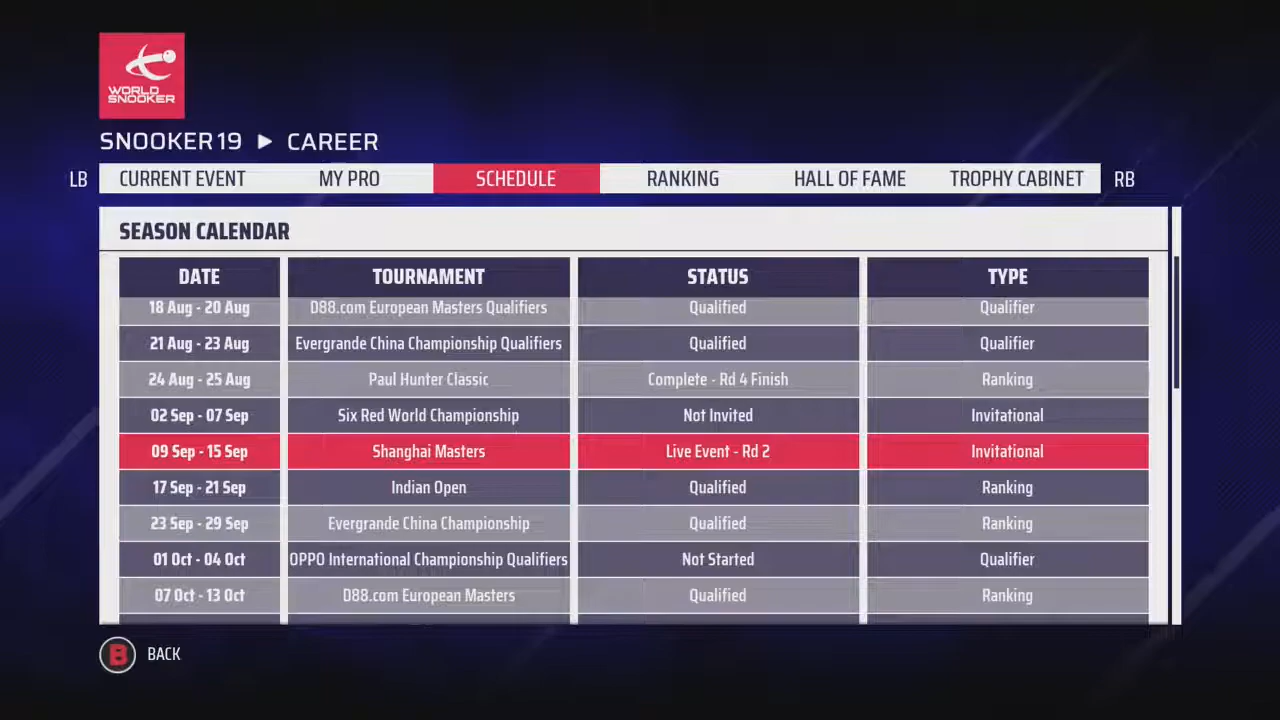 WORLD
SNOOKER
SNOOKER 19 ► CAREER
LB CURRENT EVENT MY PRO SCHEDULE RANKING HALL OF FAME TROPHY CABINET RB
SEASON CALENDAR
DATE TOURNAMENT STATUS TYPE
18 Aug - 20 Aug D88.com European Masters Qualifiers Qualified Qualifier
21 Aug - 23 Aug Evergrande China Championship Qualifiers Qualified Qualifier
24 Aug - 25 Aug Paul Hunter Classic Complete - Rd 4 Finish Ranking
02 Sep - 07 Sep Six Red World Championship Not Invited Invitational
09 Sep - 15 Sep Shanghai Masters Live Event - Rd 2 Invitational
17 Sep - 21 Sep Indian Open Qualified Ranking
23 Sep - 29 Sep Evergrande China Championship Qualified Ranking
01 Oct - 04 Oct OPPO International Championship Qualifiers Not Started Qualifier
07 Oct - 13 Oct D88.com European Masters Qualified Ranking
B BACK